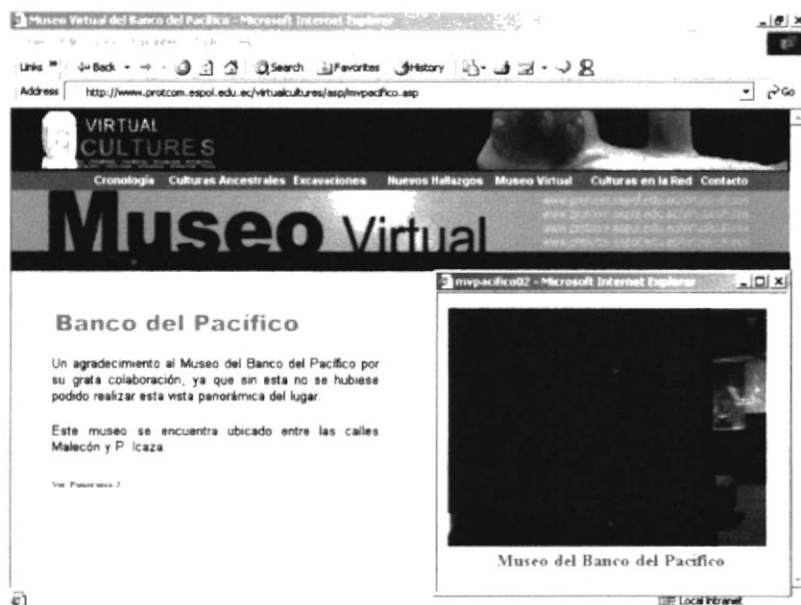 Museo Virtual del Banco del Pacífico - Microsoft Internet Explorer
Links » Back Search Favorites History
Address http://www.protcom.espol.edu.ec/virtualcultures/asp/mvpacifico.asp Go
VIRTUAL
CULTURES
Cronología Culturas Ancestrales Excavaciones Nuevos Hallazgos Museo Virtual Culturas en la Red Contacto
Museo Virtual
mvpacifico02 - Microsoft Internet Explorer
Banco del Pacífico
Un agradecimiento al Museo del Banco del Pacífico por
su grata colaboración, ya que sin esta no se hubiese
podido realizar esta vista panorámica del lugar.
Este museo se encuentra ubicado entre las calles
Malecón y P. Icaza.
Ver Panorama 2
Museo del Banco del Pacífico
Local intranet